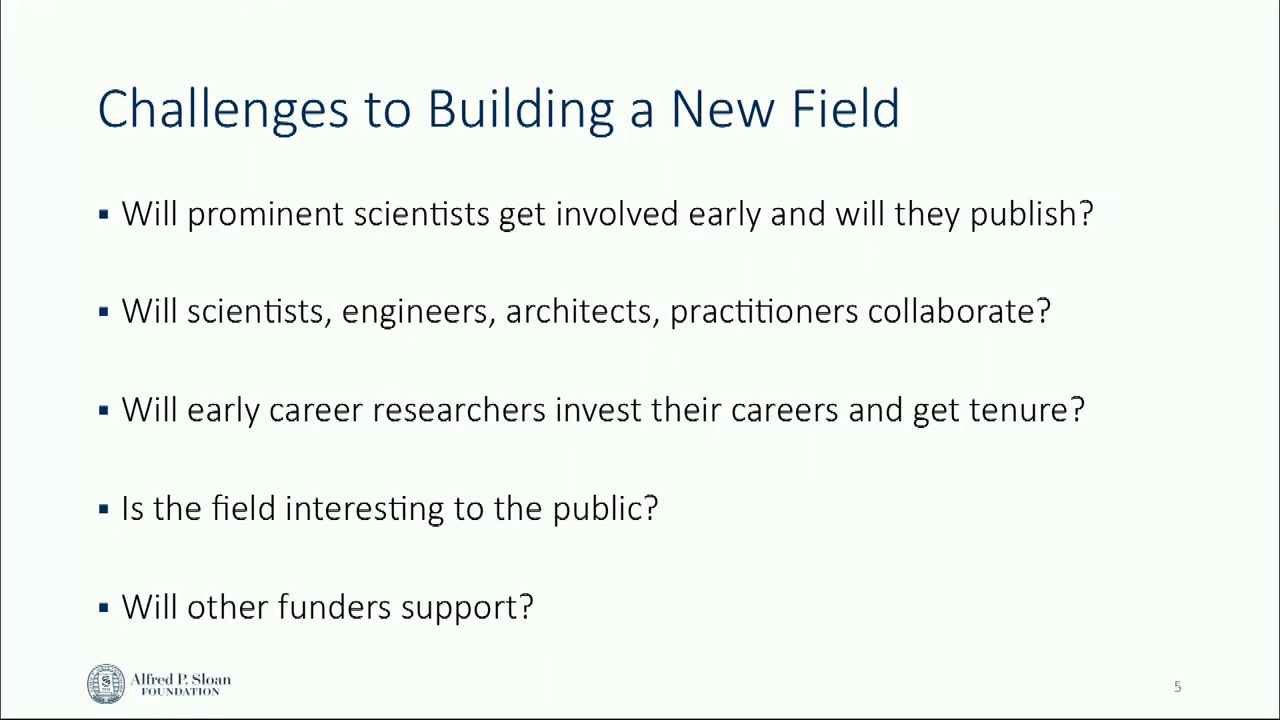 Challenges to Building a New Field
▪ Will prominent scientists get involved early and will they publish?
▪ Will scientists, engineers, architects, practitioners collaborate?
▪ Will early career researchers invest their careers and get tenure?
▪ Is the field interesting to the public?
▪ Will other funders support?
Alfred P. Sloan
FOUNDATION
5